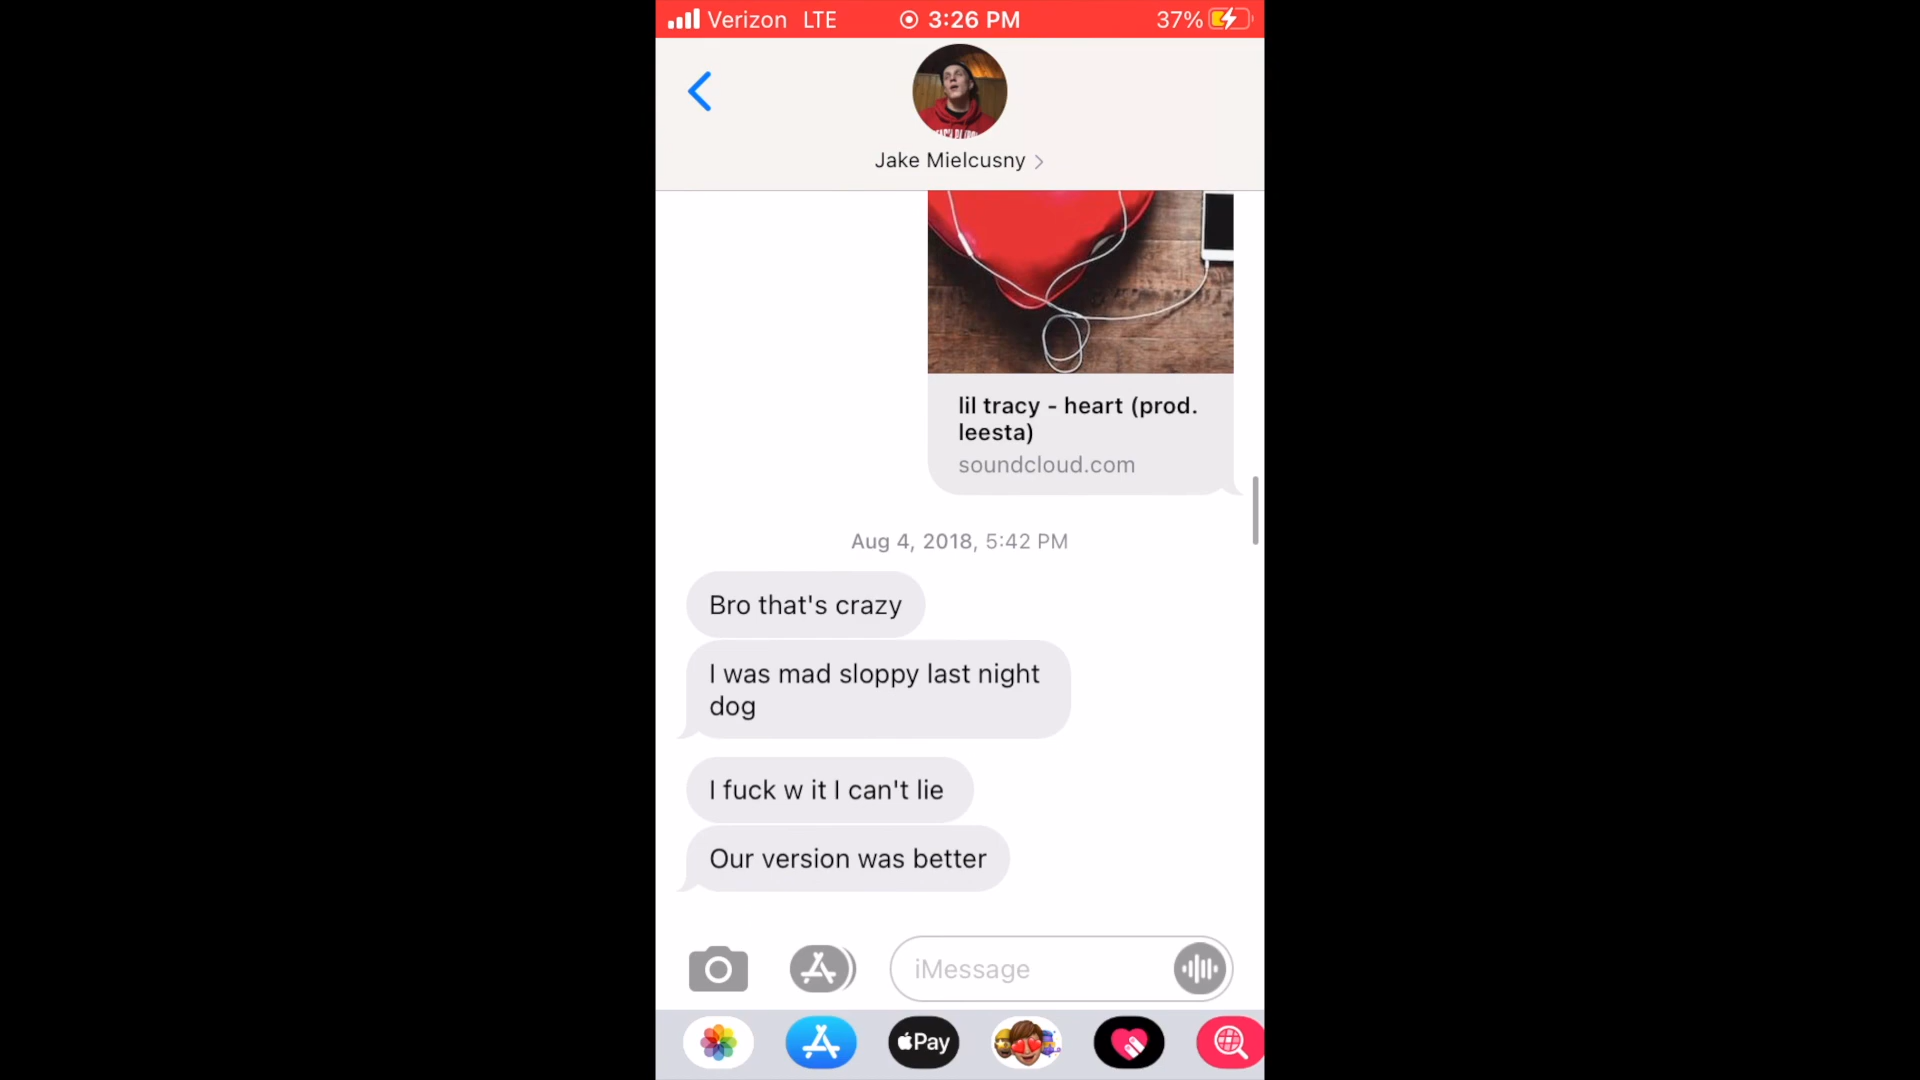 Verizon LTE 3:26 PM 37%
Jake Mielcusny
lil tracy - heart (prod.
leesta)
soundcloud.com
Aug 4, 2018, 5:42 PM
Bro that's crazy
I was mad sloppy last night
dog
I fuck w it I can't lie
Our version was better
iMessage
Pay